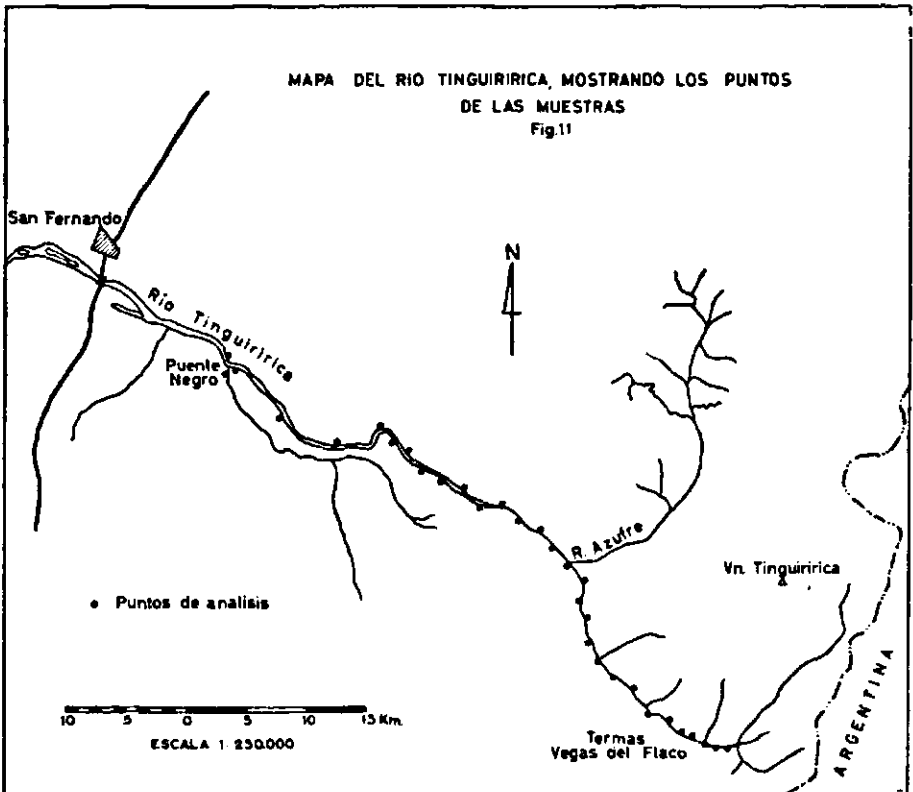 MAPA DEL RIO TINGUIRIRICA, MOSTRANDO LOS PUNTOS
DE LAS MUESTRAS
Fig.11
San Fernando
N
Río Tinguiririca
Puente
Negro
R. Azufre
Vn. Tinguiririca
• Puntos de analisis
ARGENTINA
10 5 0 5 10 15 Km.
ESCALA 1:250.000
Termas
Vegas del Flaco